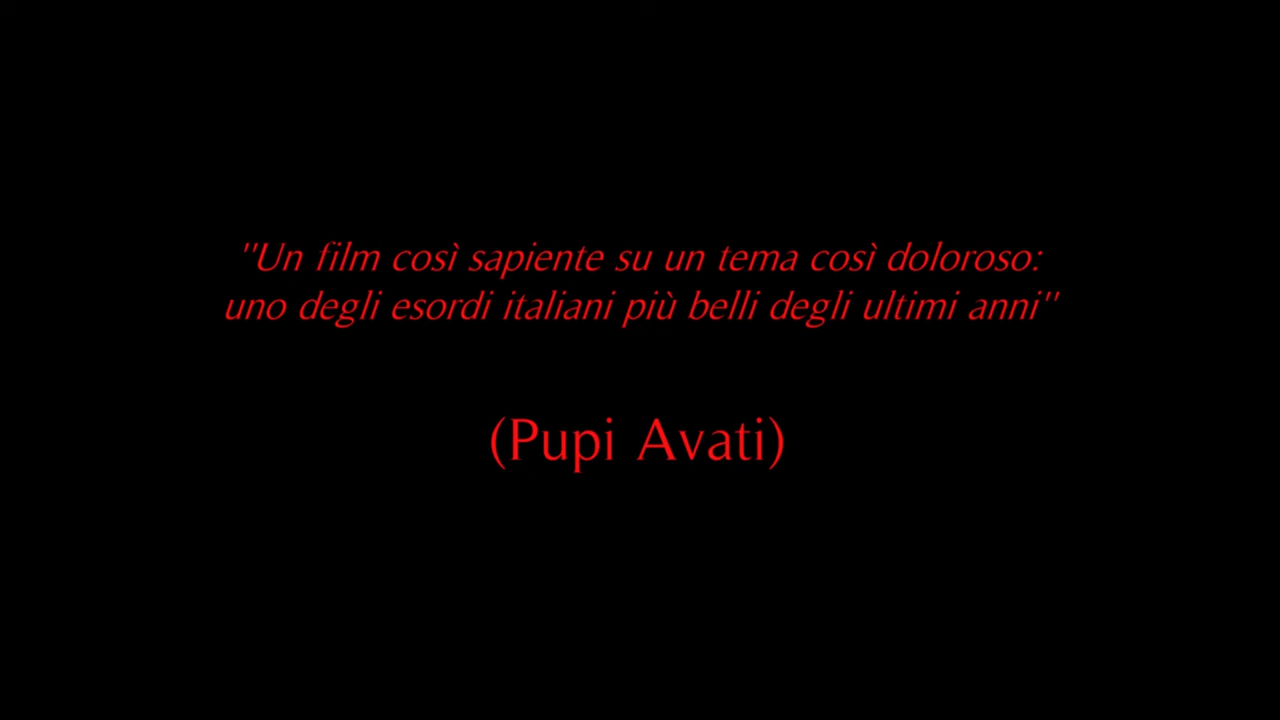 "Un film così sapiente su un tema così doloroso:
uno degli esordi italiani più belli degli ultimi anni"
(Pupi Avati)